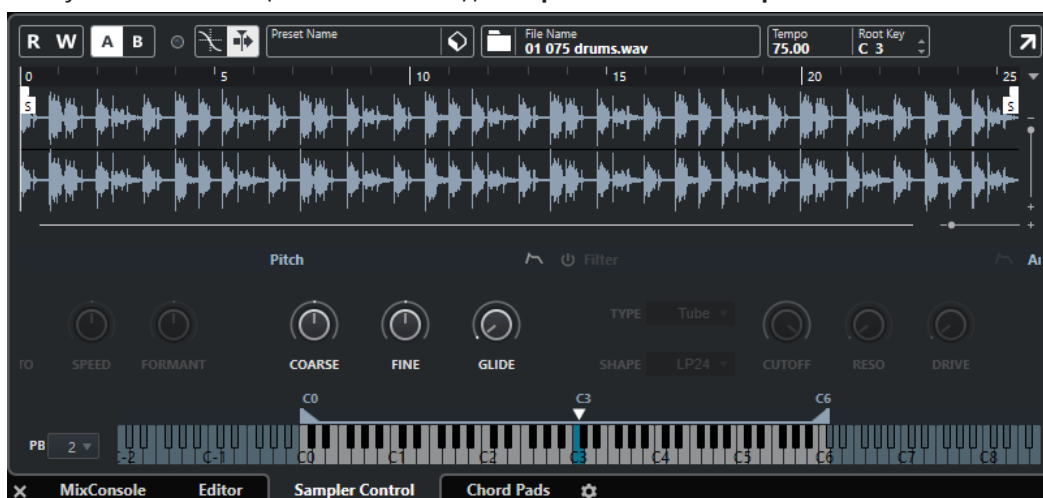 R W A B Preset Name File Name Tempo Root Key
01 075 drums.wav 75.00 C 3
0 5 10 15 20 25
S S
Pitch Filter
TYPE Tube
SPEED FORMANT COARSE FINE GLIDE SHAPE LP24 CUTOFF RESO DRIVE
C0 C3 C6
PB 2
C-1 C0 C1 C2 C3 C4 C5 C6 C7 C8
MixConsole Editor Sampler Control Chord Pads